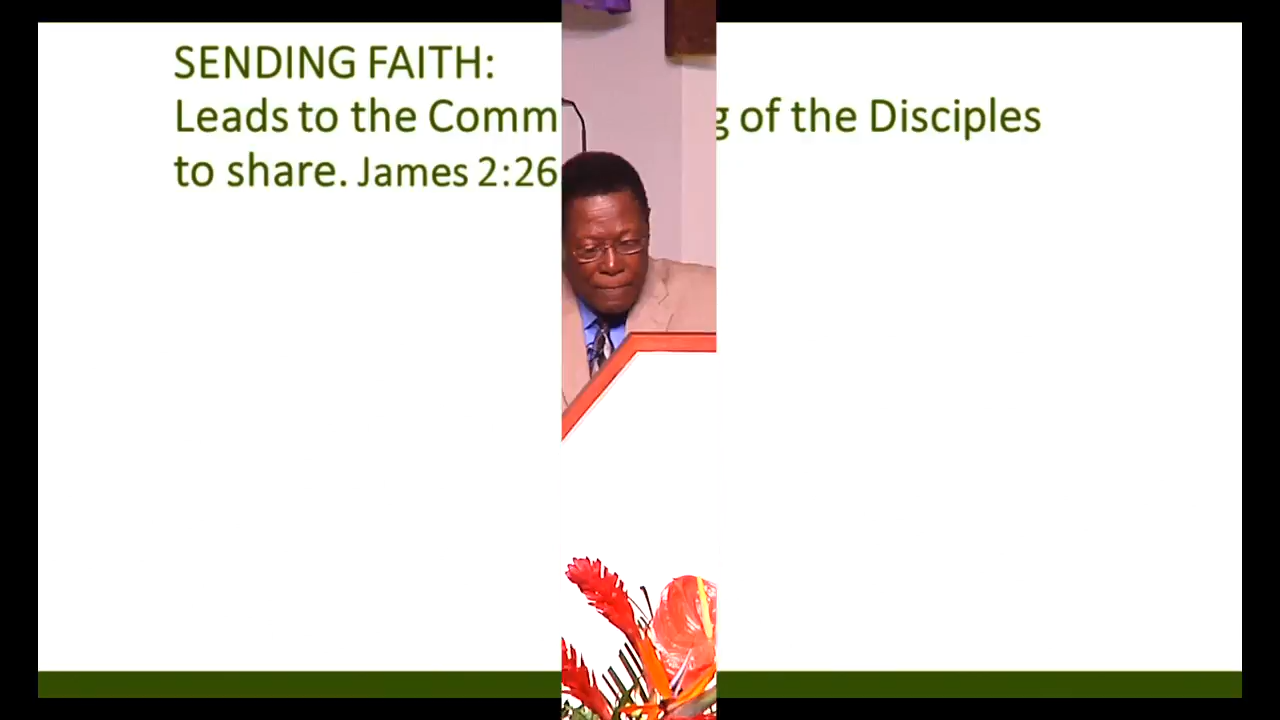 SENDING FAITH:
Leads to the Comm g of the Disciples
to share. James 2:26